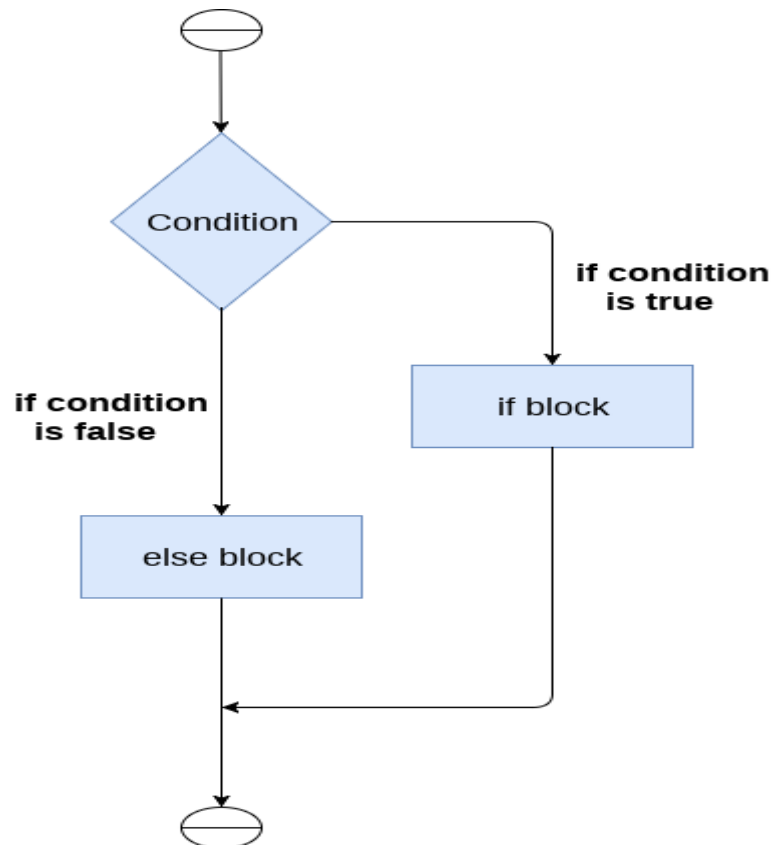 Condition
if condition
is true
if block
if condition
is false
else block